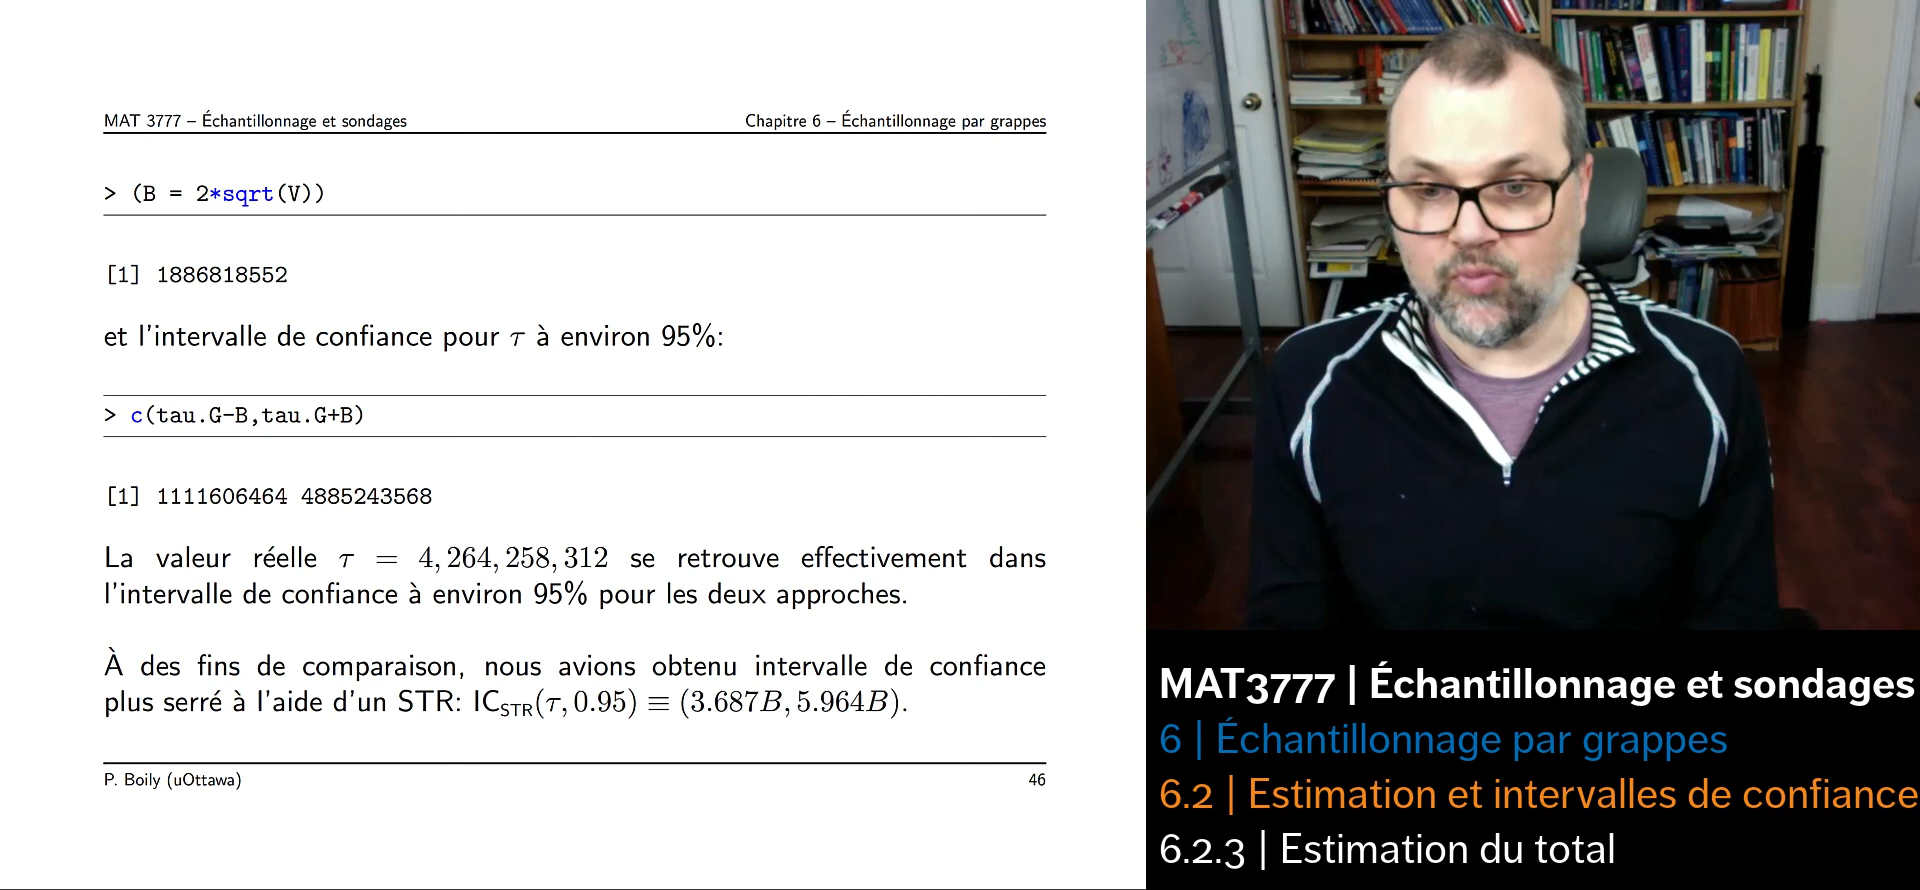 MAT 3777 – Échantillonnage et sondages
Chapitre 6 – Échantillonnage par grappes
> (B = 2*sqrt(V))
[1] 1886818552
et l'intervalle de confiance pour τ à environ 95%:
> c(tau.G-B,tau.G+B)
[1] 1111606464 4885243568
La valeur réelle τ = 4,264,258,312 se retrouve effectivement dans
l'intervalle de confiance à environ 95% pour les deux approches.
À des fins de comparaison, nous avions obtenu intervalle de confiance
plus serré à l'aide d'un STR: IC_STR(τ, 0.95) ≡ (3.687B, 5.964B).
P. Boily (uOttawa)
46
MAT3777 | Échantillonnage et sondages
6 | Échantillonnage par grappes
6.2 | Estimation et intervalles de confiance
6.2.3 | Estimation du total